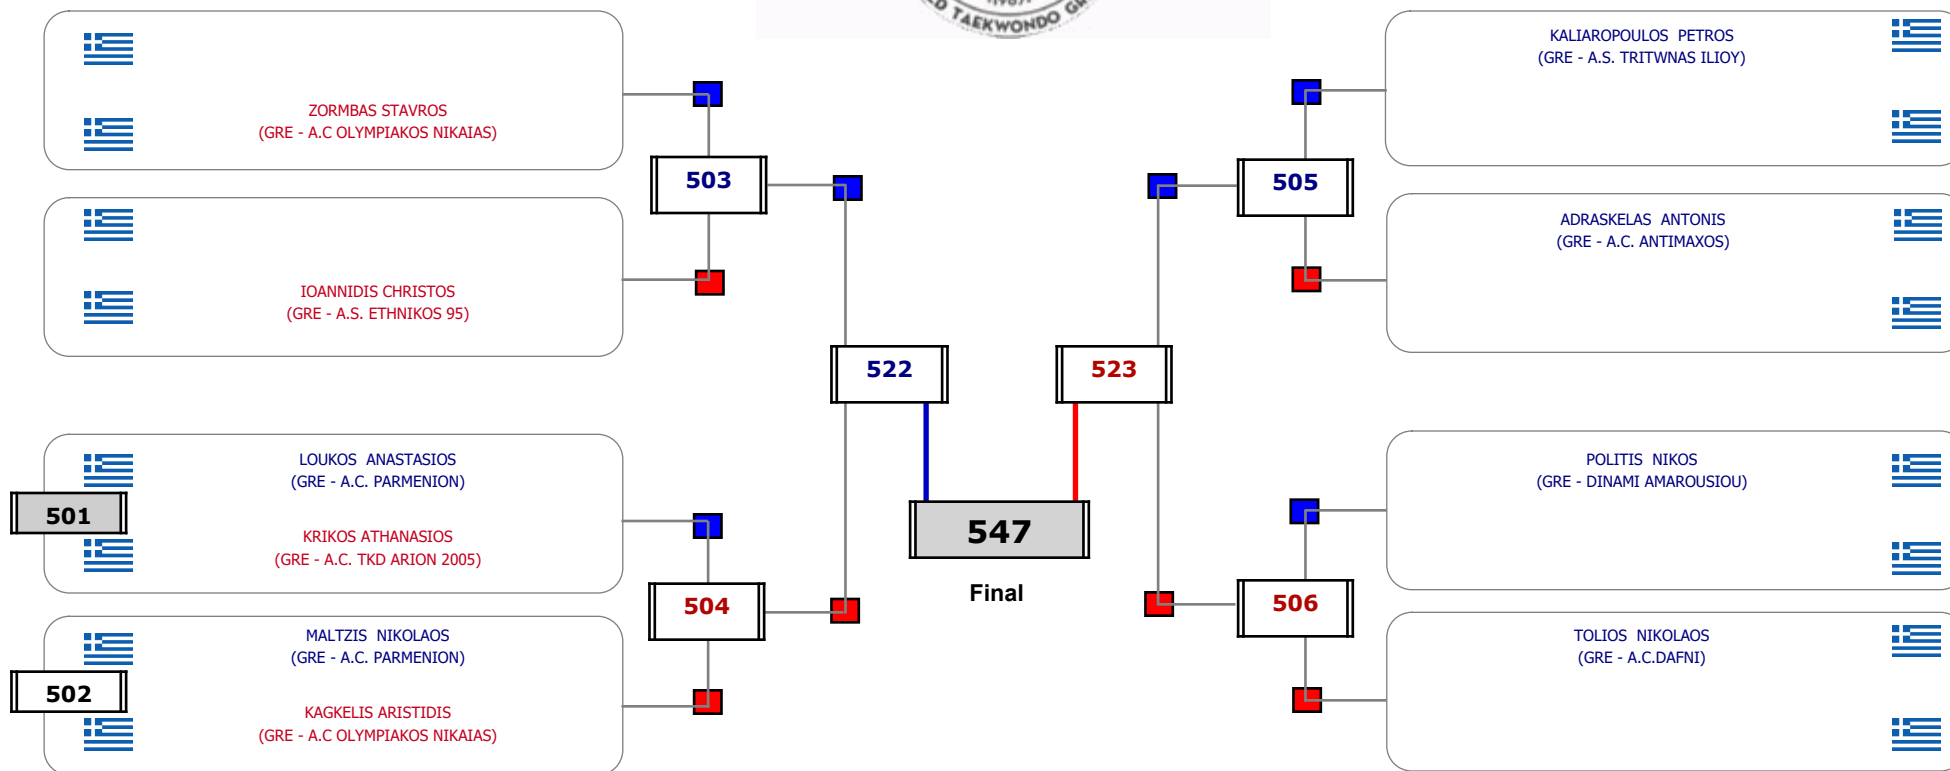 TAEKWONDO
ZORMBAS STAVROS
(GRE - A.C OLYMPIAKOS NIKAIAS)
IOANNIDIS CHRISTOS
(GRE - A.S. ETHNIKOS 95)
LOUKOS ANASTASIOS
(GRE - A.C. PARMENION)
501
KRIKOS ATHANASIOS
(GRE - A.C. TKD ARION 2005)
MALTZIS NIKOLAOS
(GRE - A.C. PARMENION)
502
KAGKELIS ARISTIDIS
(GRE - A.C OLYMPIAKOS NIKAIAS)
503
504
522
523
547
Final
505
506
KALIAROPOULOS PETROS
(GRE - A.S. TRITWNAS ILIOY)
ADRASKELAS ANTONIS
(GRE - A.C. ANTIMAXOS)
POLITIS NIKOS
(GRE - DINAMI AMAROUSIOU)
TOLIOS NIKOLAOS
(GRE - A.C.DAFNI)